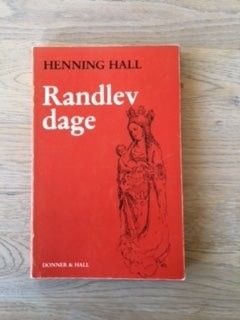 HENNING HALL
Randlev
dage
DONNER & HALL